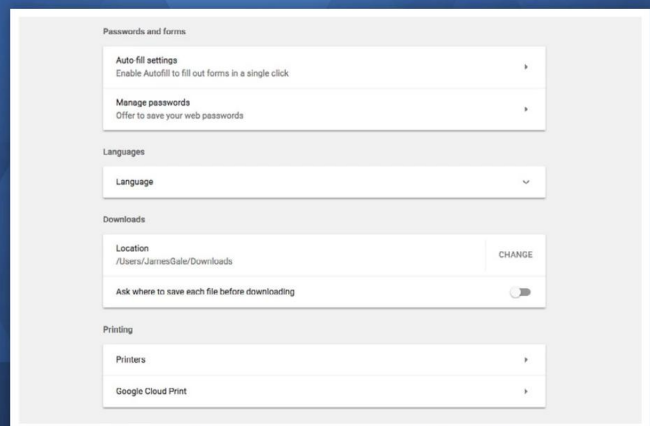 Passwords and forms
Auto-fill settings
Enable Autofill to fill out forms in a single click
Manage passwords
Offer to save your web passwords
Languages
Language
Downloads
Location
/Users/JamesGale/Downloads
CHANGE
Ask where to save each file before downloading
Printing
Printers
Google Cloud Print